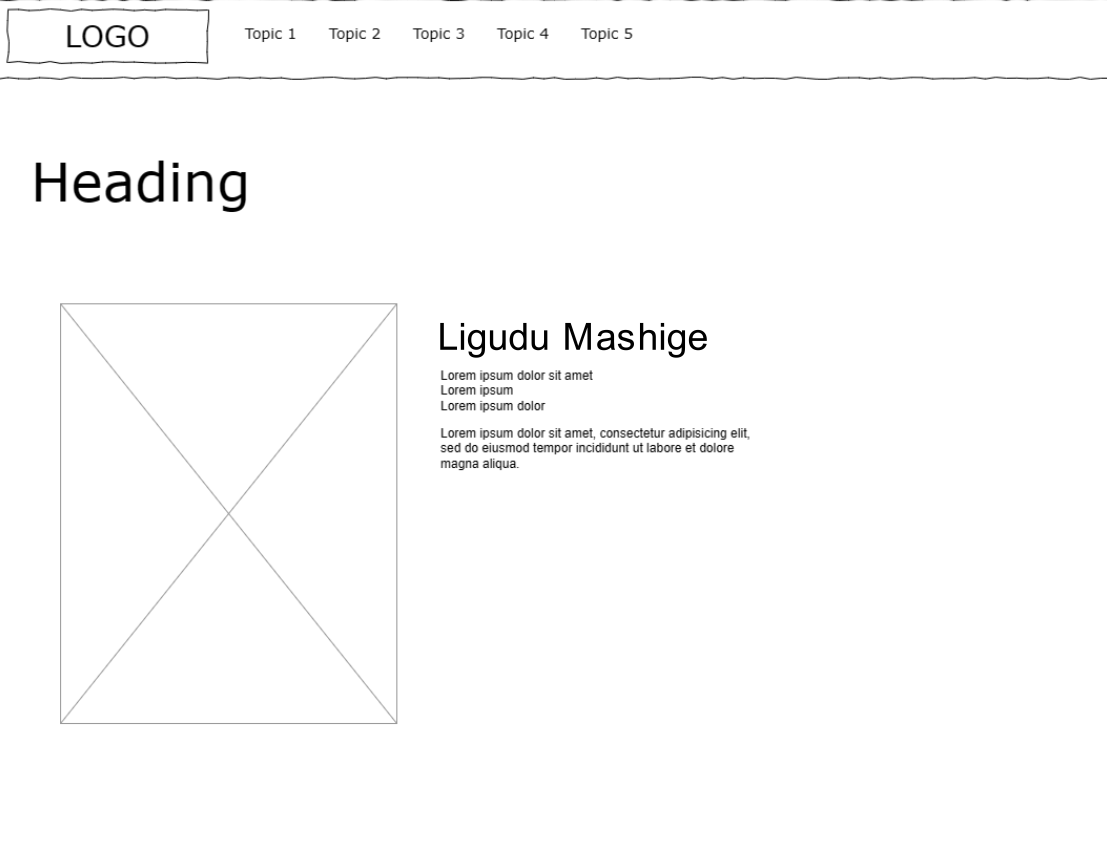 LOGO
Topic 1 Topic 2 Topic 3 Topic 4 Topic 5
Heading
Ligudu Mashige
Lorem ipsum dolor sit amet
Lorem ipsum
Lorem ipsum dolor
Lorem ipsum dolor sit amet, consectetur adipisicing elit,
sed do eiusmod tempor incididunt ut labore et dolore
magna aliqua.